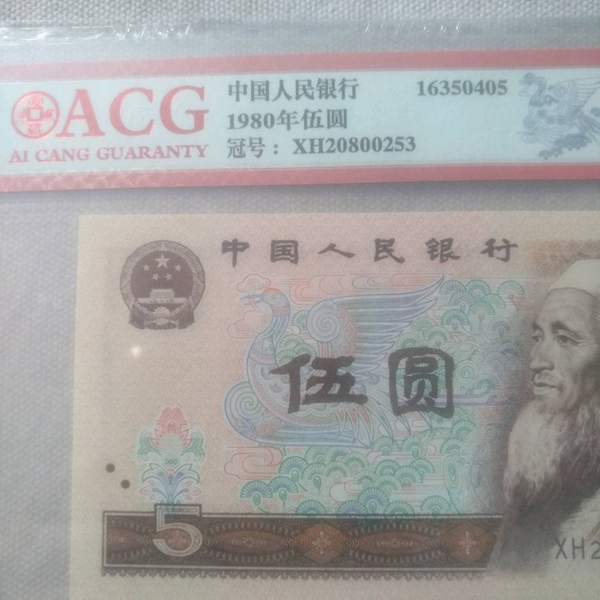 ACG
AI CANG GUARANTY
中国人民银行 16350405
1980年伍圆
冠号：XH20800253
中国人民银行
伍圆
5
XH2